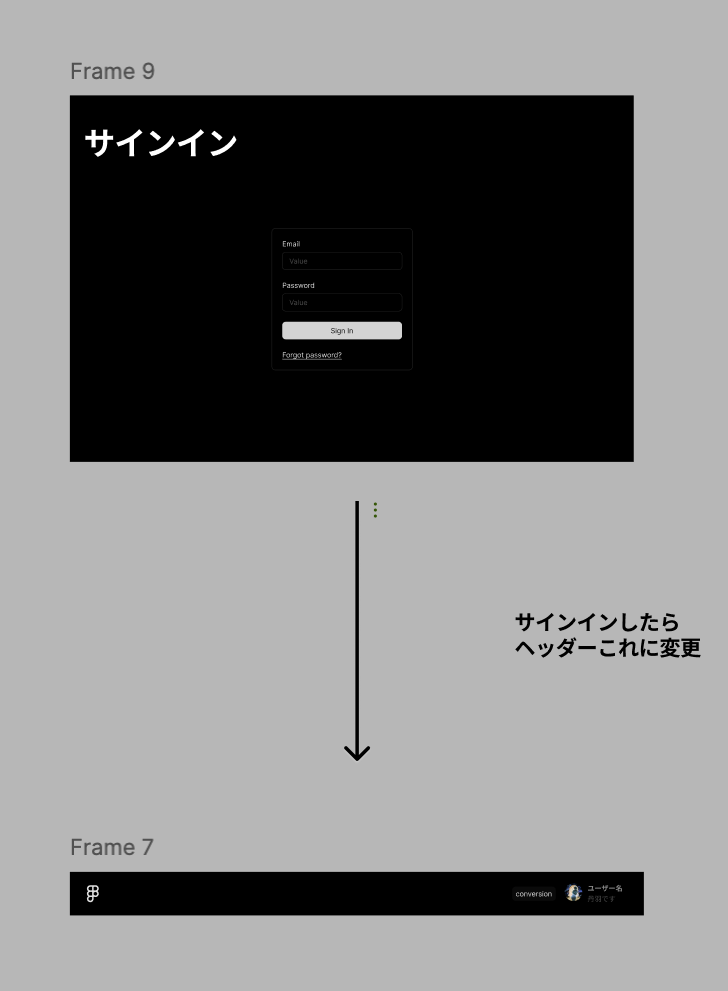 Frame 9
サインイン
Email
Value
Password
Value
Sign In
Forgot password?
サインインしたら
ヘッダーこれに変更
Frame 7
conversion
ユーザー名